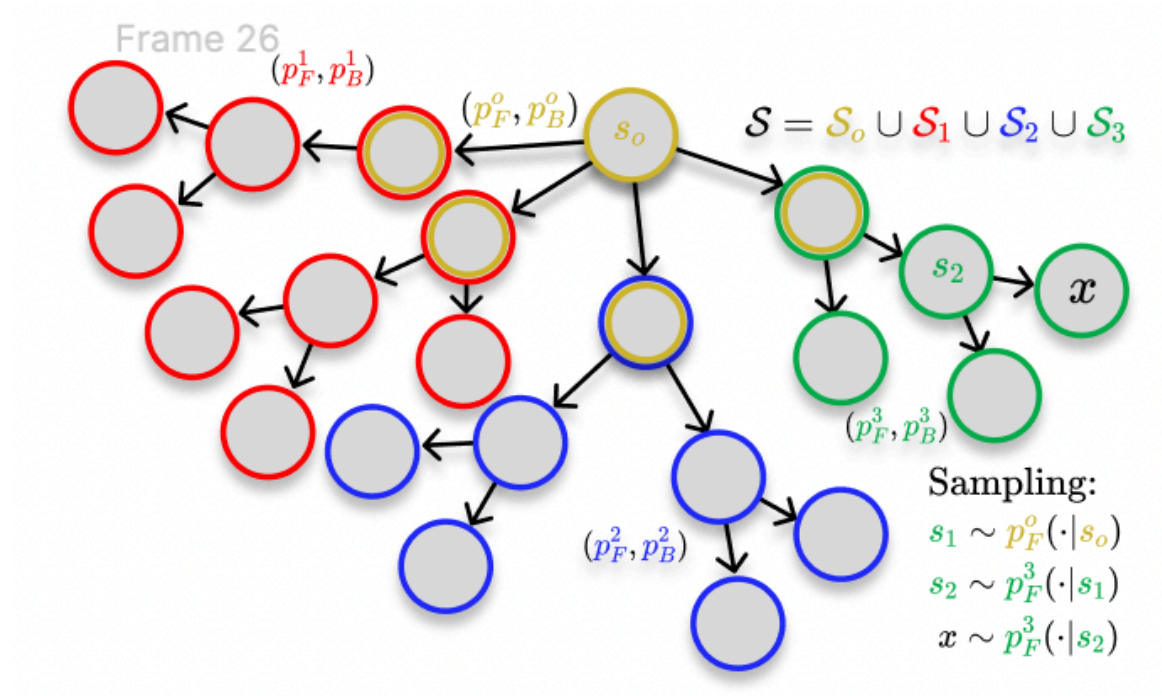 Frame 26
(p_F^1, p_B^1)
(p_F^o, p_B^o)
s_o
𝒮 = 𝒮_o ∪ 𝒮_1 ∪ 𝒮_2 ∪ 𝒮_3
s_2
x
(p_F^3, p_B^3)
(p_F^2, p_B^2)
Sampling:
s_1 ∼ p_F^o(·|s_o)
s_2 ∼ p_F^3(·|s_1)
x ∼ p_F^3(·|s_2)